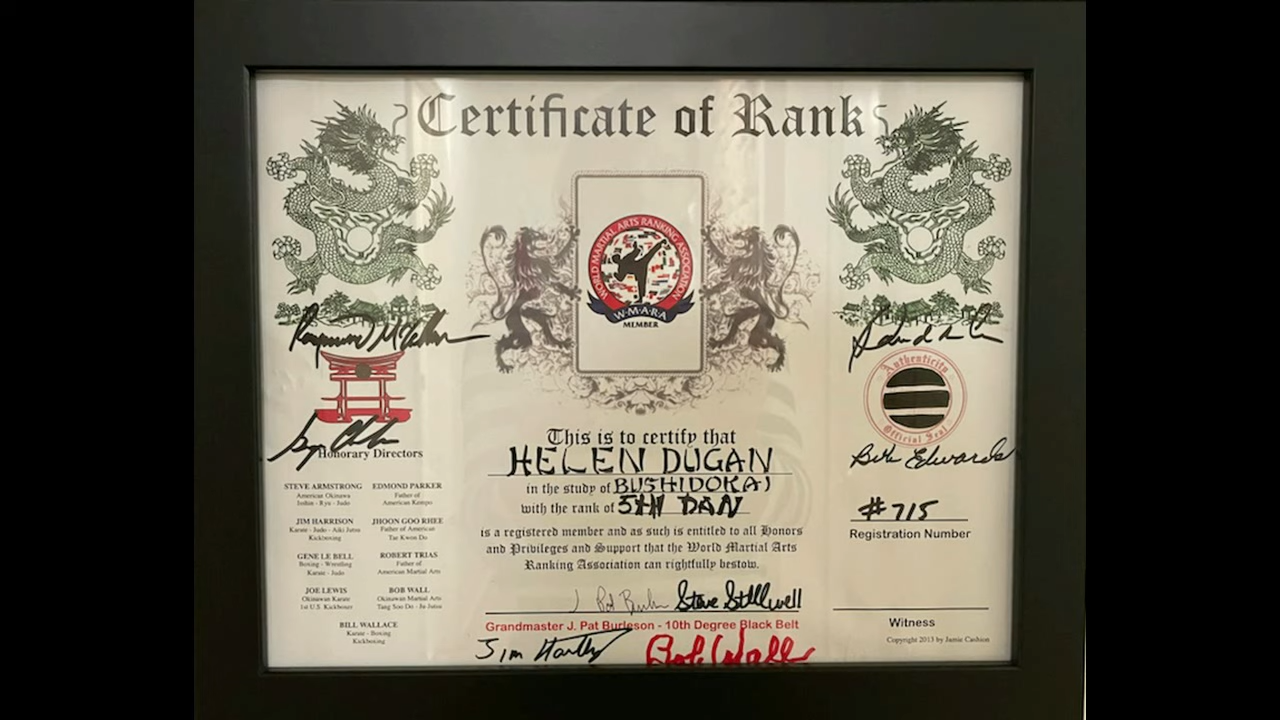 Certificate of Rank
WORLD MARTIAL ARTS RANKING ASSOCIATION
W·M·A·R·A
MEMBER
Authenticity
Official Seal
This is to certify that
HELEN DUGAN
in the study of BUSHIDOKAI
with the rank of 5TH DAN
is a registered member and as such is entitled to all Honors
and Privileges and Support that the World Martial Arts
Ranking Association can rightfully bestow.
Steve Stillwell
Grandmaster J. Pat Burleson - 10th Degree Black Belt
Jim Hartley
Bob Wall
Honorary Directors
STEVE ARMSTRONG
American Okinawa
Isshin - Ryu - Judo
EDMOND PARKER
Father of
American Kempo
JIM HARRISON
Karate - Judo - Aiki Jutsu
Kickboxing
JHOON GOO RHEE
Father of American
Tae Kwon Do
GENE LE BELL
Boxing - Wrestling
Karate - Judo
ROBERT TRIAS
Father of
American Martial Arts
JOE LEWIS
Okinawan Karate
1st U.S. Kickboxer
BOB WALL
Okinawan Martial Arts
Tang Soo Do - Ju Jutsu
BILL WALLACE
Karate - Boxing
Kickboxing
Bob Edwards
#715
Registration Number
Witness
Copyright 2013 by Jamie Cashion